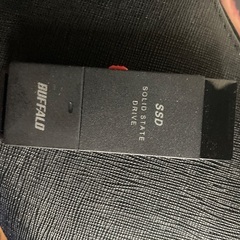 SSD
SOLID STATE
DRIVE
BUFFALO